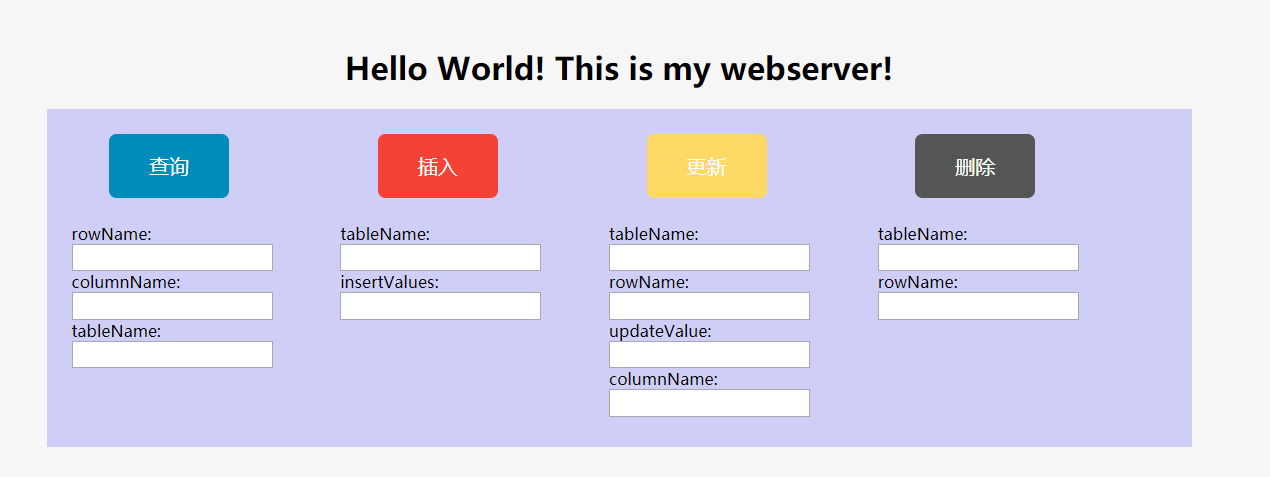 Hello World! This is my webserver!
查询
插入
更新
删除
rowName:
columnName:
tableName:
tableName:
insertValues:
tableName:
rowName:
updateValue:
columnName:
tableName:
rowName: